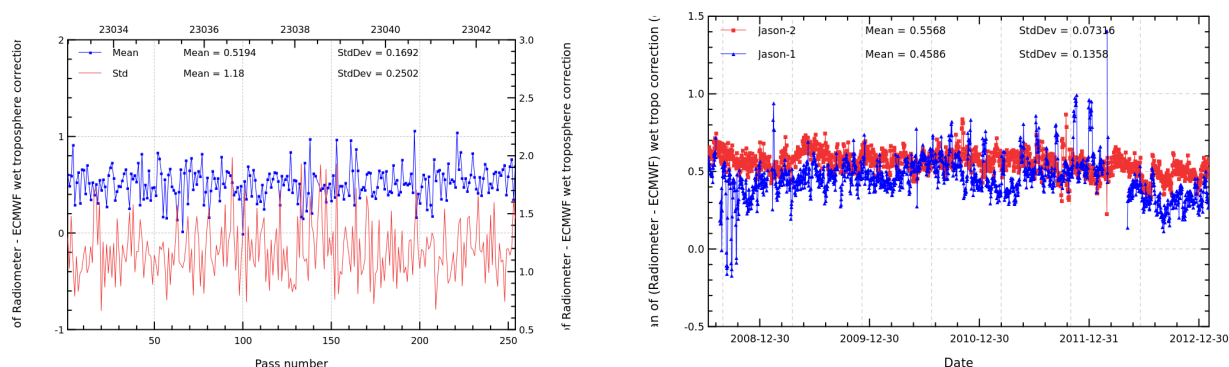 23034 23036 23038 23040 23042
Mean Mean = 0.5194 StdDev = 0.1692
Std Mean = 1.18 StdDev = 0.2502
of Radiometer - ECMWF wet troposphere correction
2
1
0
-1
3.0
2.5
2.0
1.5
1.0
0.5
of Radiometer - ECMWF wet troposphere correction
50 100 150 200 250
Pass number
an of (Radiometer - ECMWF) wet tropo correction (
1.5
1.0
0.5
0.0
-0.5
Jason-2 Mean = 0.5568 StdDev = 0.07316
Jason-1 Mean = 0.4586 StdDev = 0.1358
2008-12-30 2009-12-30 2010-12-30 2011-12-31 2012-12-30
Date